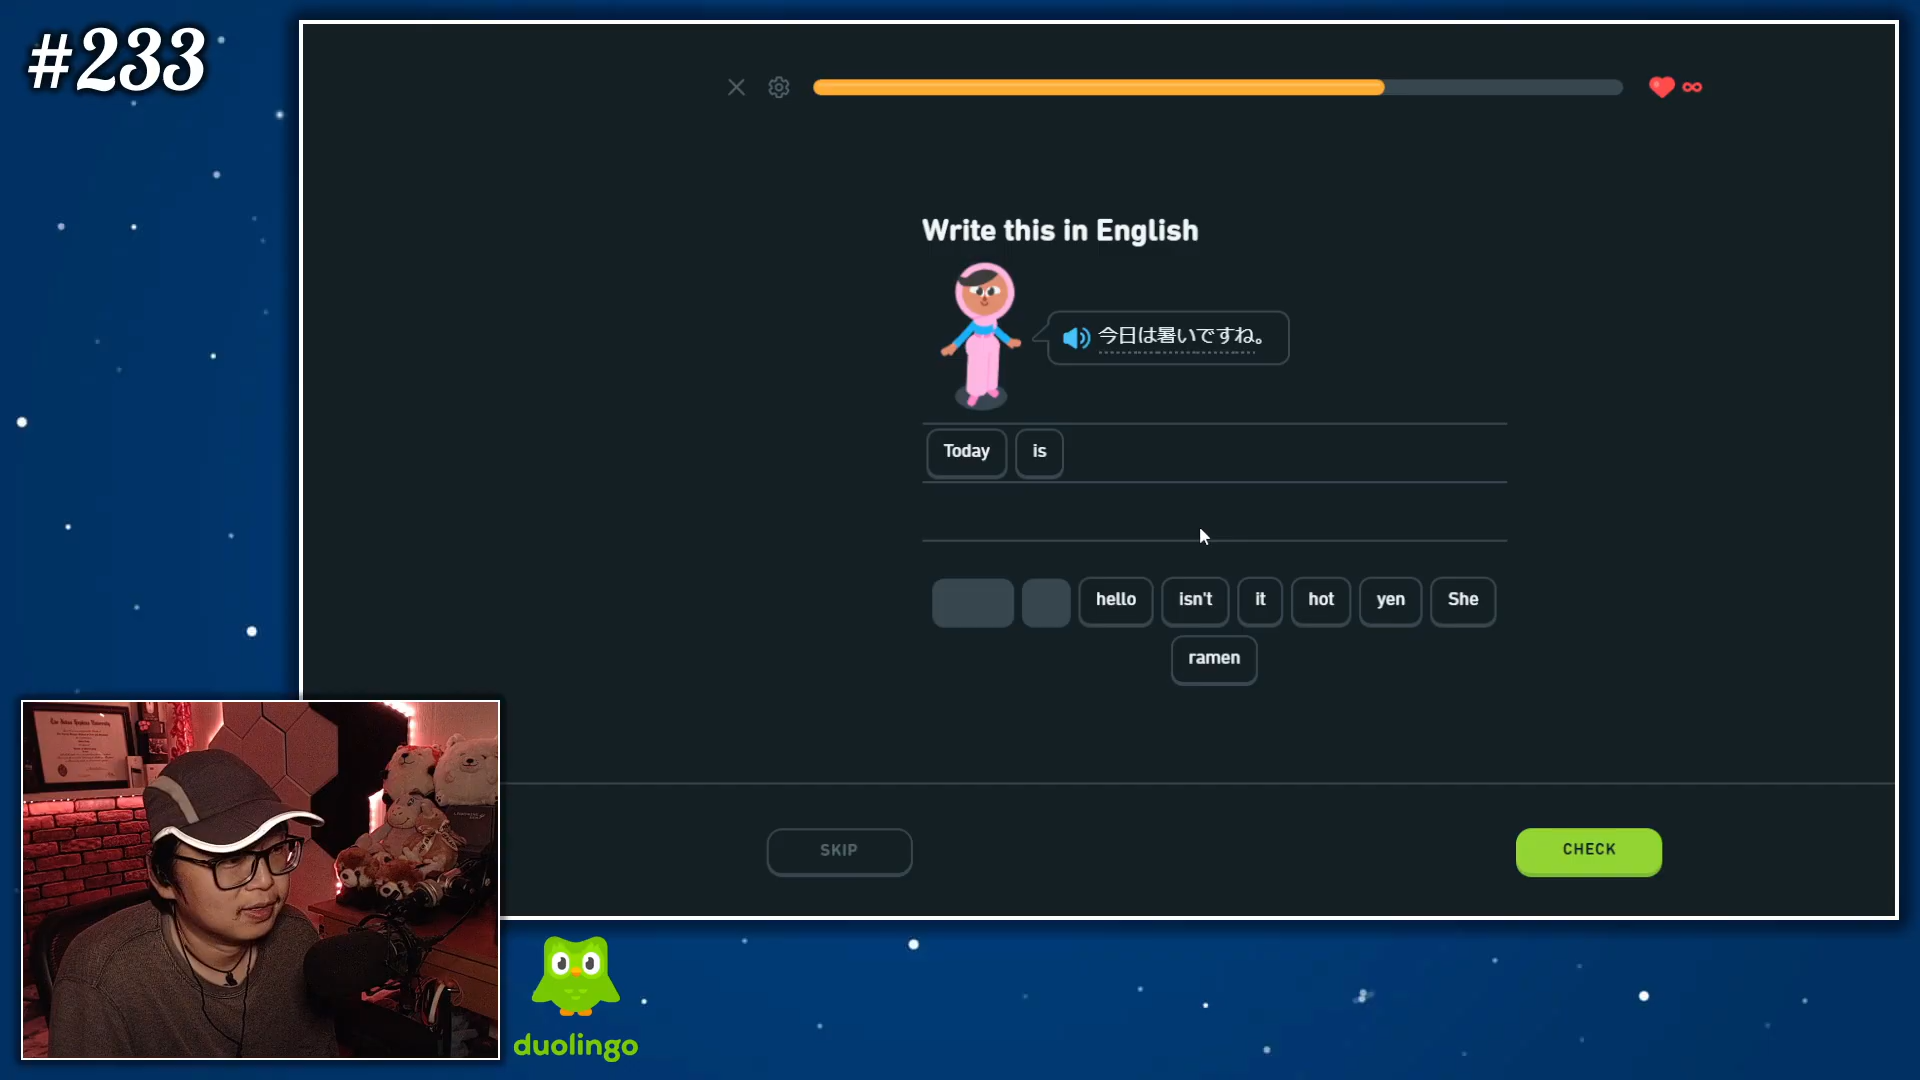 #233
Write this in English
今日は暑いですね。
Today is
hello isn't it hot yen She
ramen
SKIP
CHECK
duolingo